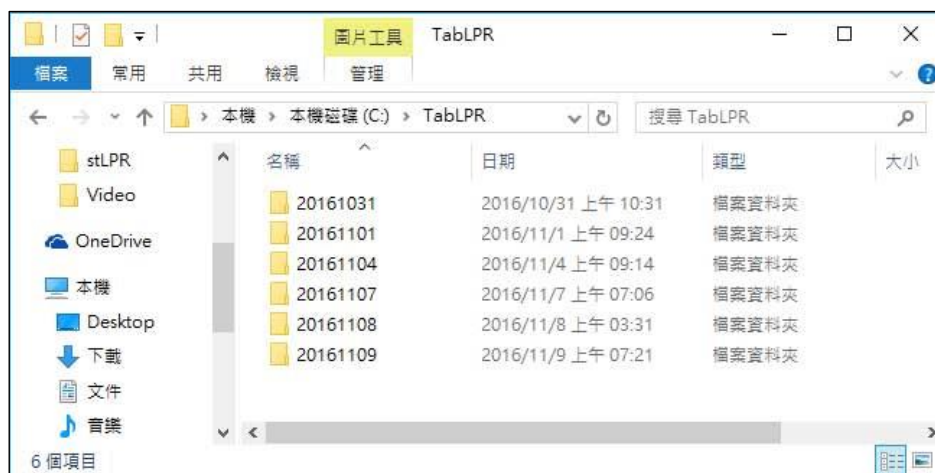 圖片工具 TabLPR
檔案 常用 共用 檢視 管理
本機 本機磁碟 (C:) TabLPR 搜尋 TabLPR
stLPR
Video
OneDrive
本機
Desktop
下載
文件
音樂
名稱 日期 類型 大小
20161031 2016/10/31 上午 10:31 檔案資料夾
20161101 2016/11/1 上午 09:24 檔案資料夾
20161104 2016/11/4 上午 09:14 檔案資料夾
20161107 2016/11/7 上午 07:06 檔案資料夾
20161108 2016/11/8 上午 03:31 檔案資料夾
20161109 2016/11/9 上午 07:21 檔案資料夾
6 個項目